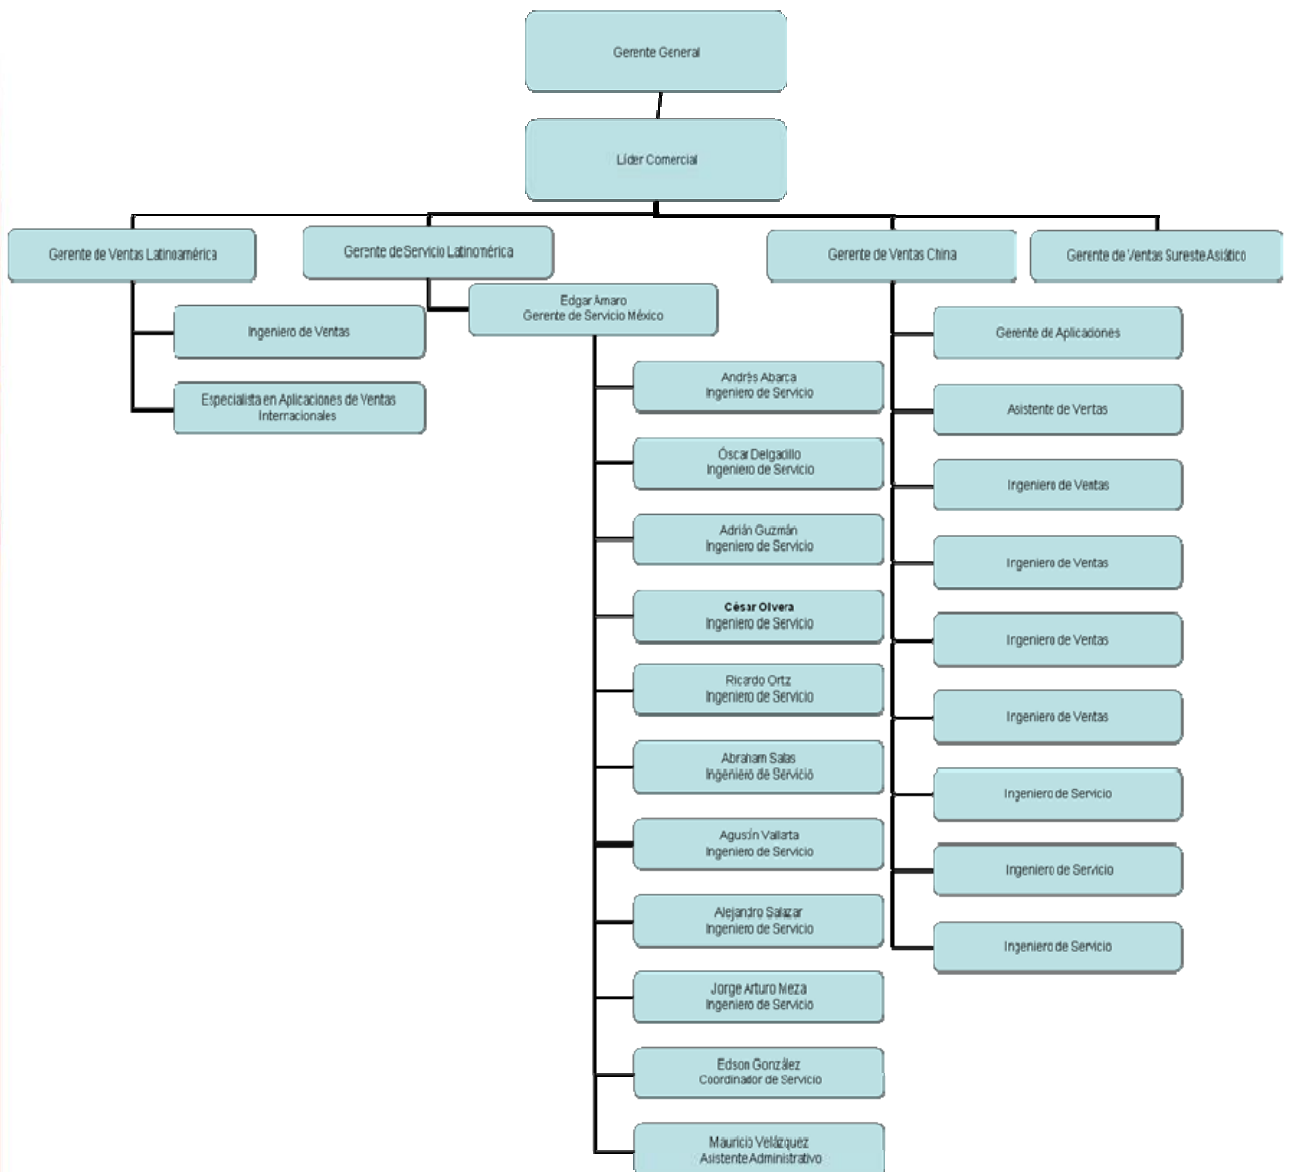 Gerente General
Líder Comercial
Gerente de Ventas Latinoamérica
Gerente de Servicio Latinomérica
Gerente de Ventas China
Gerente de Ventas Sureste Asiático
Ingeniero de Ventas
Especialista en Aplicaciones de Ventas
Internacionales
Edgar Amaro
Gerente de Servicio México
Andrés Abarca
Ingeniero de Servicio
Óscar Delgadillo
Ingeniero de Servicio
Adrián Guzmán
Ingeniero de Servicio
César Olvera
Ingeniero de Servicio
Ricardo Ortz
Ingeniero de Servicio
Abraham Salas
Ingeniero de Servicio
Agustín Vallarta
Ingeniero de Servicio
Alejandro Salazar
Ingeniero de Servicio
Jorge Arturo Meza
Ingeniero de Servicio
Edson González
Coordinador de Servicio
Mauricio Velázquez
Asistente Administrativo
Gerente de Aplicaciones
Asistente de Ventas
Ingeniero de Ventas
Ingeniero de Ventas
Ingeniero de Ventas
Ingeniero de Ventas
Ingeniero de Servicio
Ingeniero de Servicio
Ingeniero de Servicio